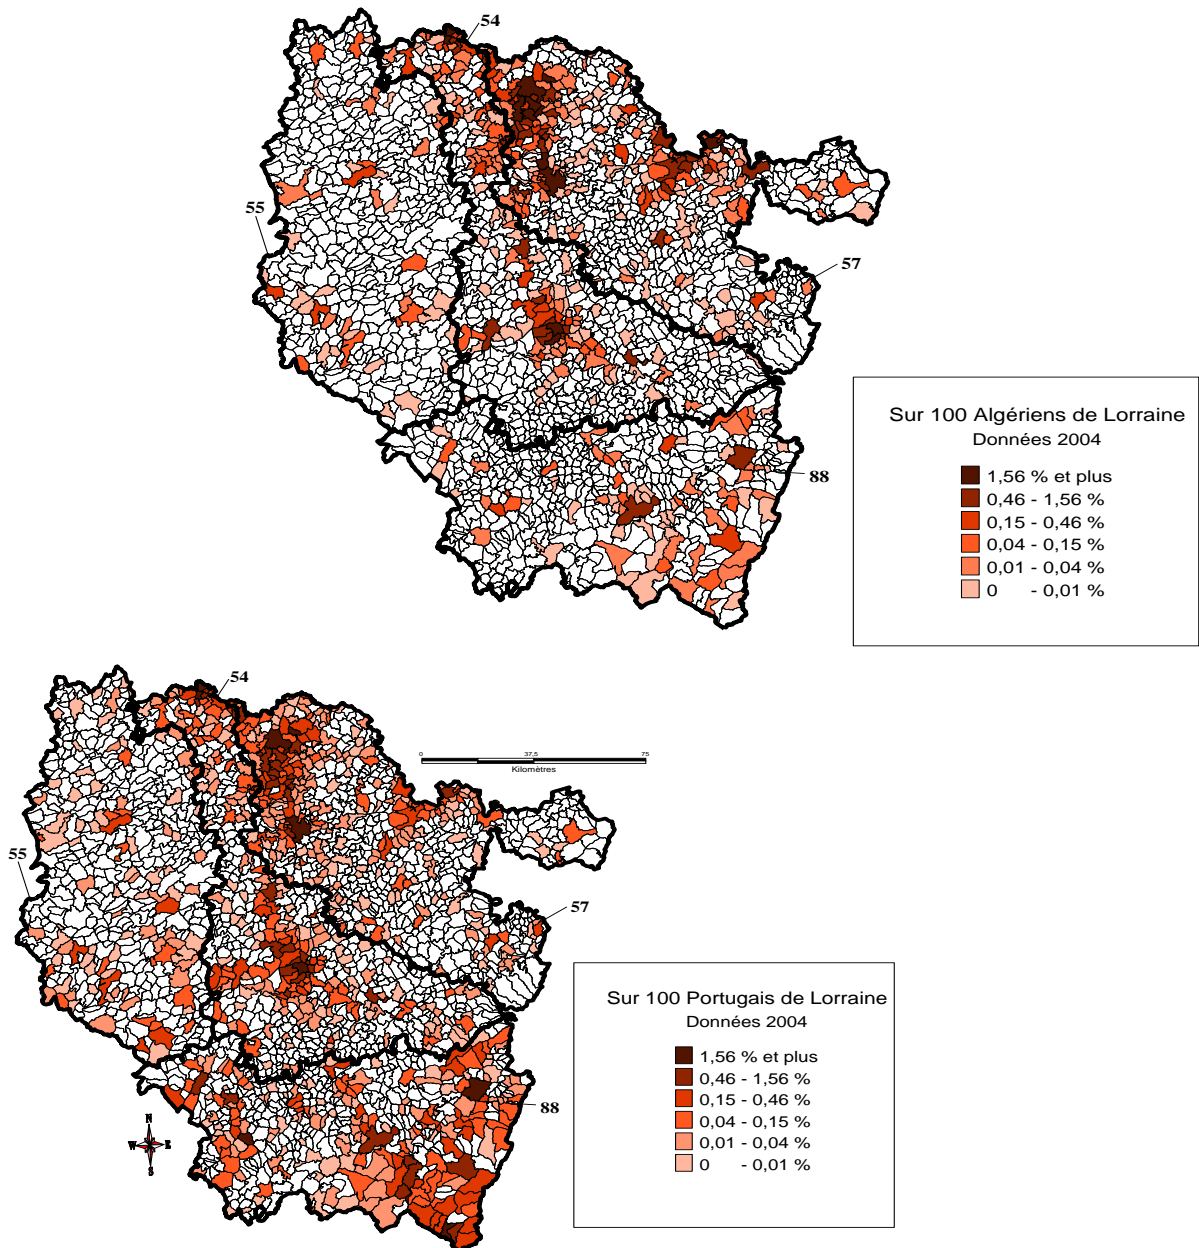 54
55
57
88
Sur 100 Algériens de Lorraine
Données 2004
1,56 % et plus
0,46 - 1,56 %
0,15 - 0,46 %
0,04 - 0,15 %
0,01 - 0,04 %
0 - 0,01 %
54
0 37,5 75
Kilomètres
55
57
88
N
W E
S
Sur 100 Portugais de Lorraine
Données 2004
1,56 % et plus
0,46 - 1,56 %
0,15 - 0,46 %
0,04 - 0,15 %
0,01 - 0,04 %
0 - 0,01 %